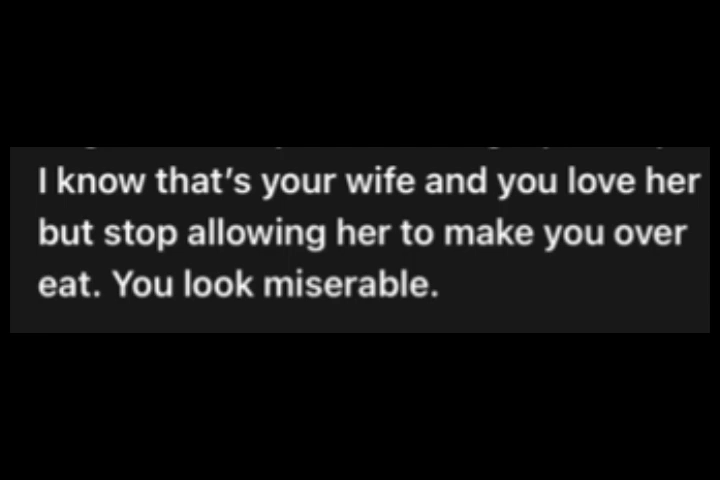 I know that's your wife and you love her
but stop allowing her to make you over
eat. You look miserable.